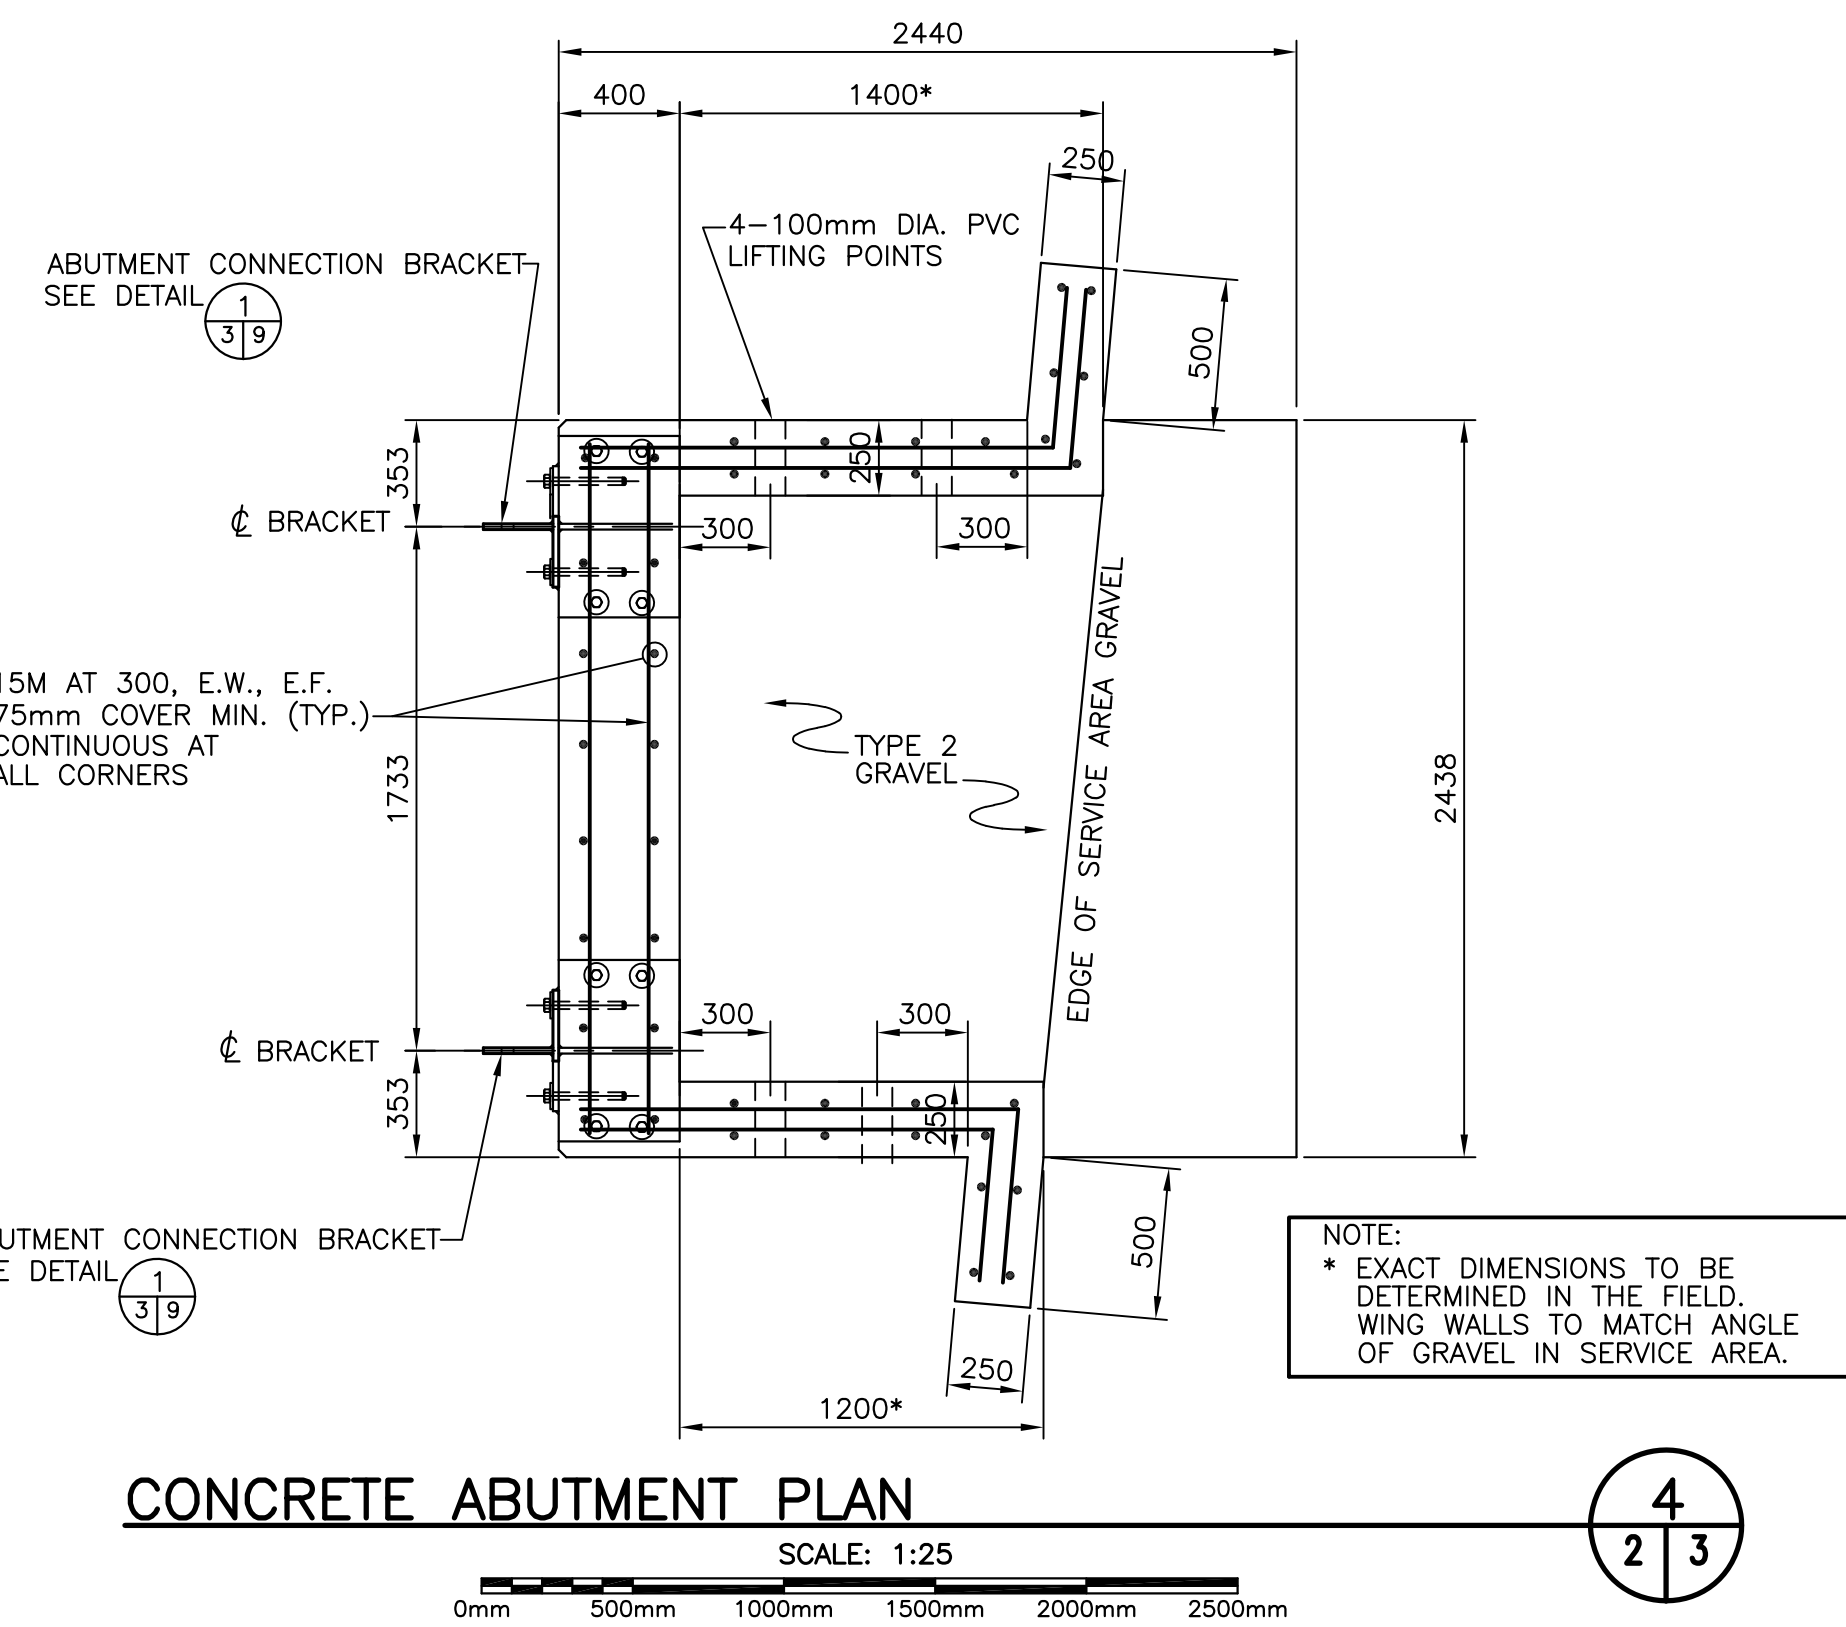 2440
400
1400*
250
4-100mm DIA. PVC
LIFTING POINTS
ABUTMENT CONNECTION BRACKET
SEE DETAIL
1
3 9
500
353
250
℄ BRACKET
300
300
EDGE OF SERVICE AREA GRAVEL
15M AT 300, E.W., E.F.
75mm COVER MIN. (TYP.)
CONTINUOUS AT
ALL CORNERS
TYPE 2
GRAVEL
1733
2438
300
300
℄ BRACKET
353
250
UTMENT CONNECTION BRACKET
E DETAIL
1
3 9
500
NOTE:
* EXACT DIMENSIONS TO BE
DETERMINED IN THE FIELD.
WING WALLS TO MATCH ANGLE
OF GRAVEL IN SERVICE AREA.
250
1200*
CONCRETE ABUTMENT PLAN
4
2 3
SCALE: 1:25
0mm 500mm 1000mm 1500mm 2000mm 2500mm